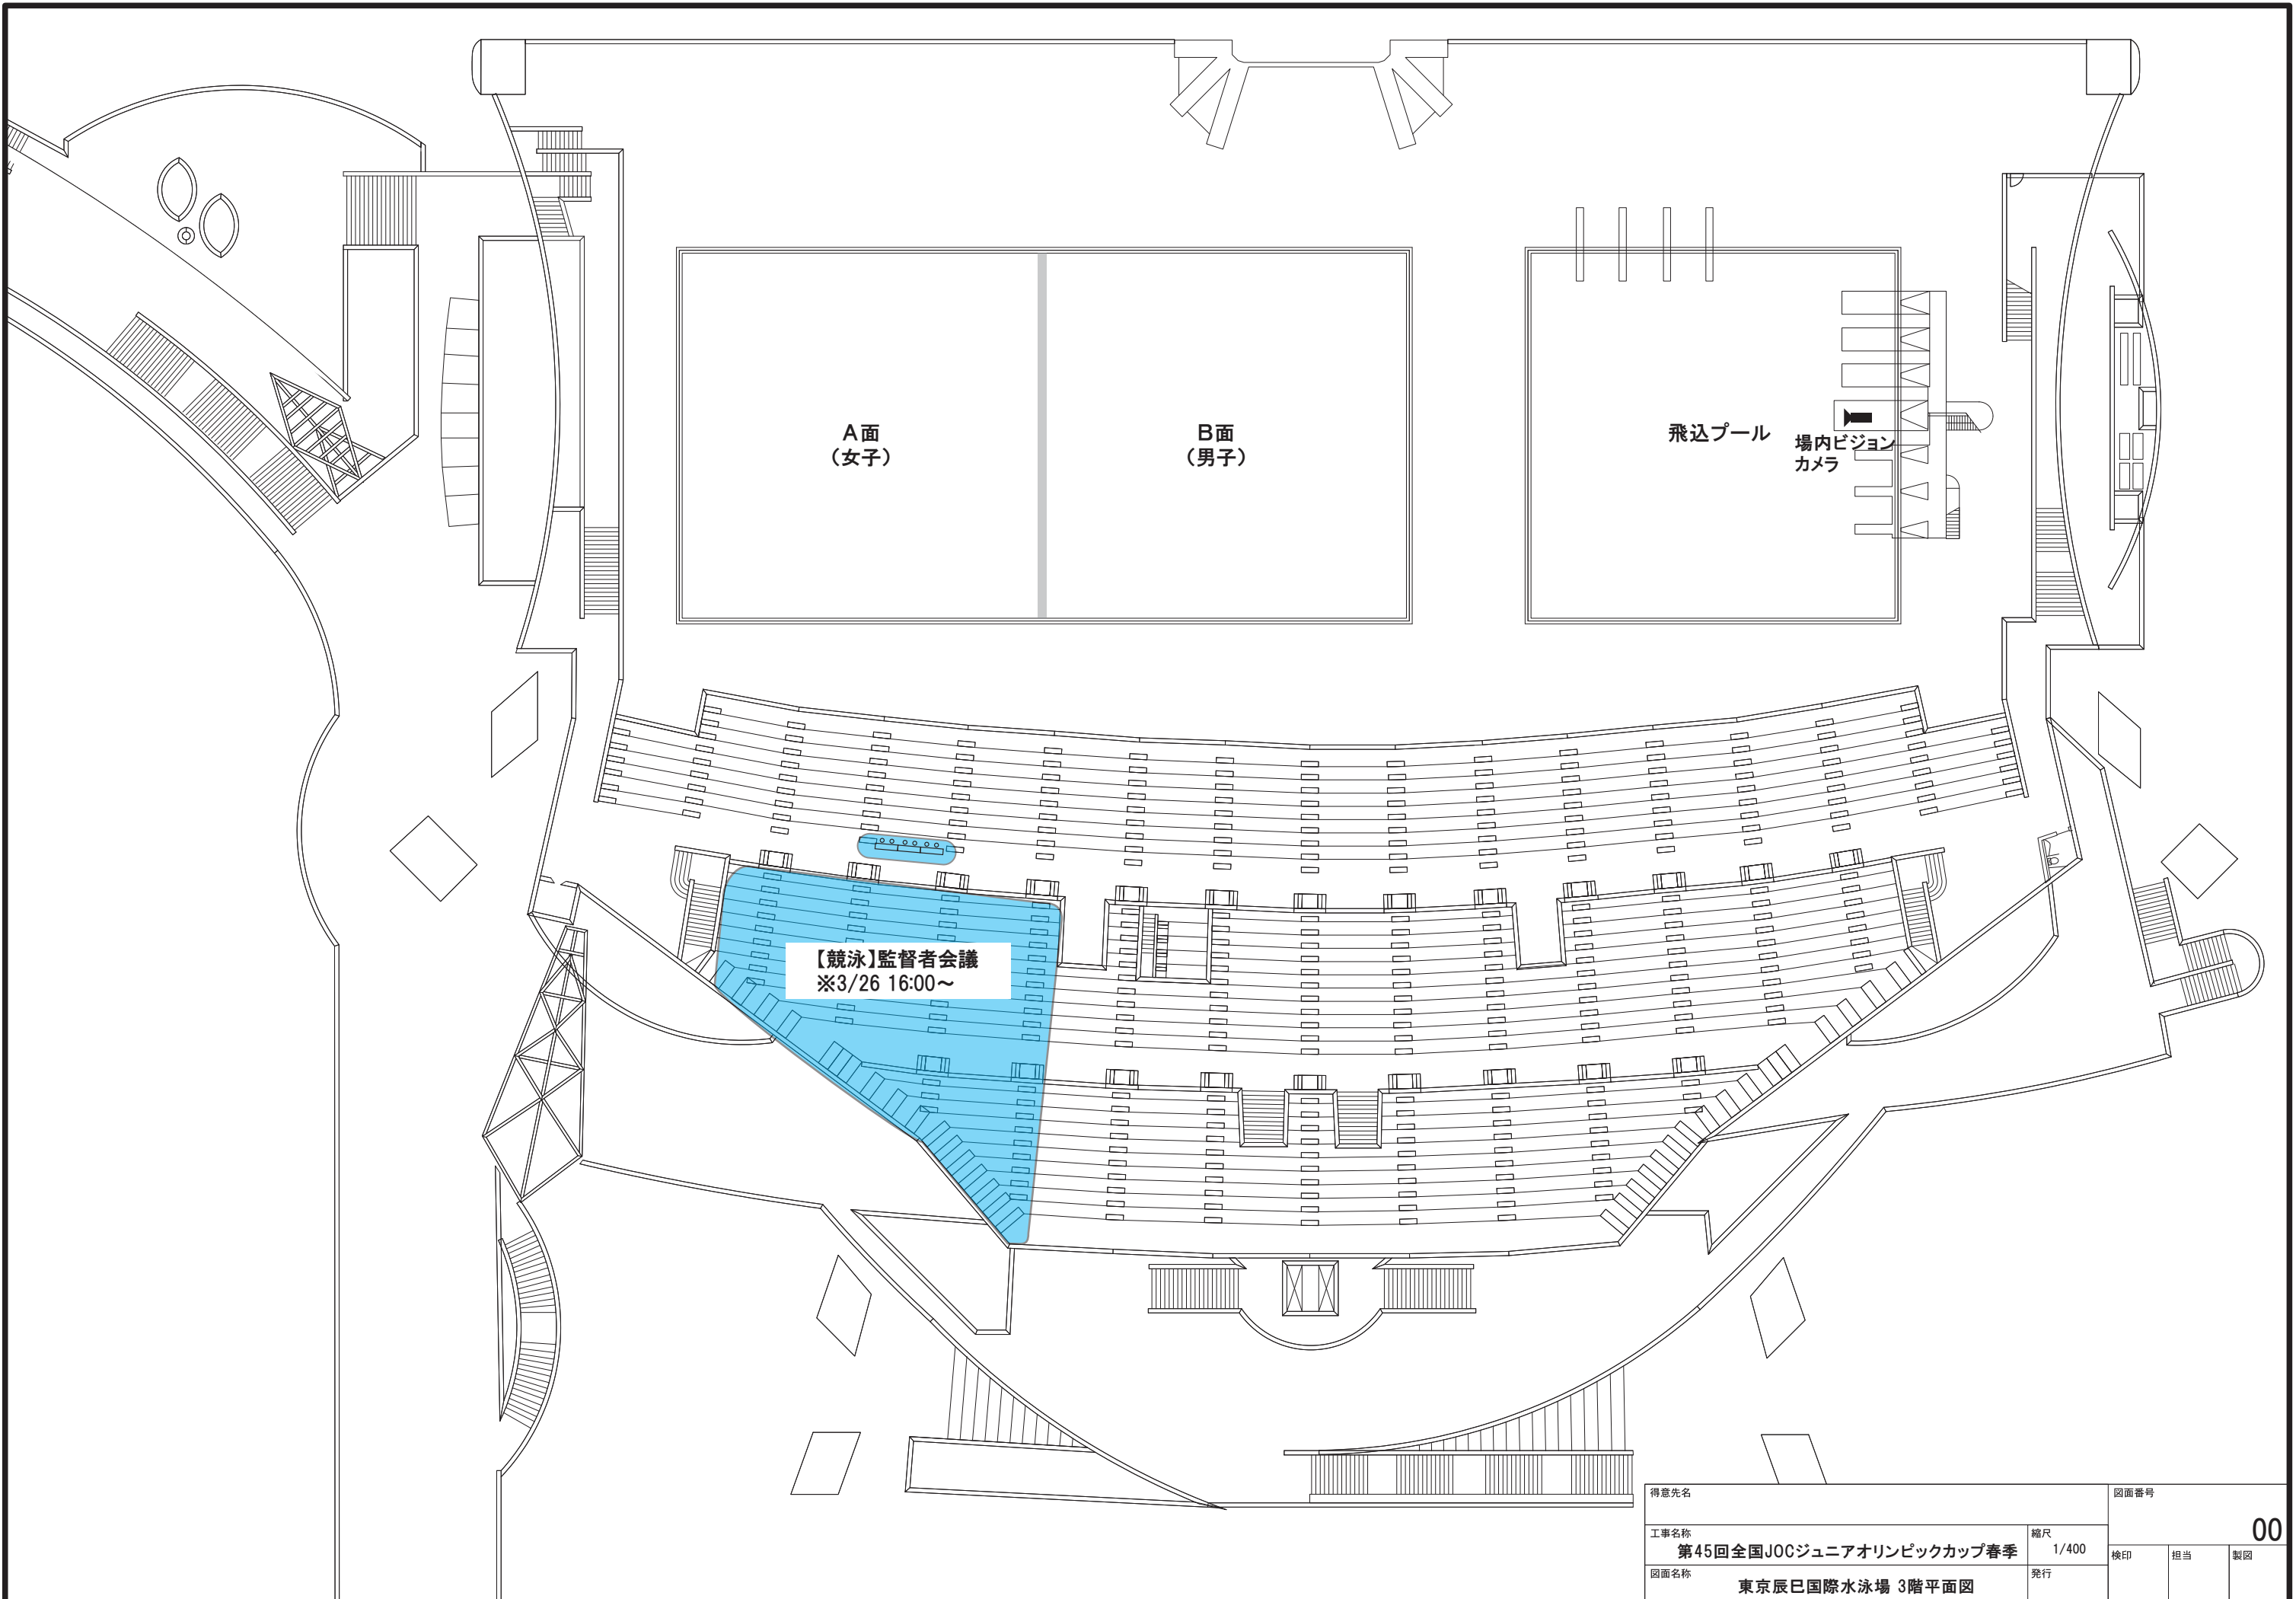 A面
（女子）
B面
（男子）
飛込プール
場内ビジョン
カメラ
【競泳】監督者会議
※3/26 16:00～
得意先名
図面番号
00
工事名称
第45回全国JOCジュニアオリンピックカップ春季
縮尺
1/400
検印
担当
製図
図面名称
東京辰巳国際水泳場 3階平面図
発行